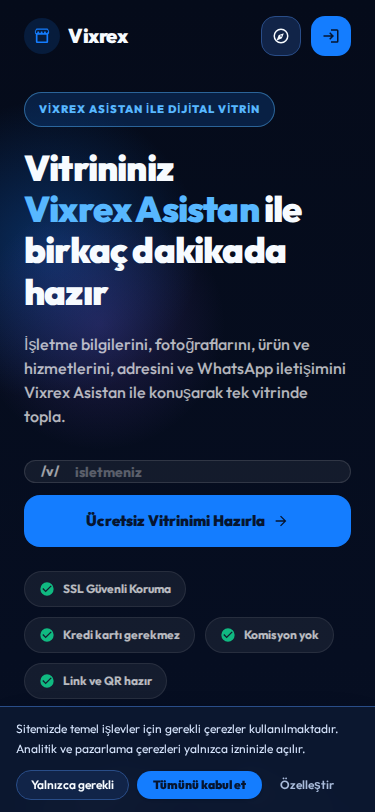 Vixrex
VİXREX ASİSTAN İLE DİJİTAL VİTRİN
Vitrininiz
Vixrex Asistan ile
birkaç dakikada
hazır
İşletme bilgilerini, fotoğraflarını, ürün ve
hizmetlerini, adresini ve WhatsApp iletişimini
Vixrex Asistan ile konuşarak tek vitrinde
topla.
/v/ isletmeniz
Ücretsiz Vitrinimi Hazırla →
SSL Güvenli Koruma
Kredi kartı gerekmez Komisyon yok
Link ve QR hazır
Sitemizde temel işlevler için gerekli çerezler kullanılmaktadır.
Analitik ve pazarlama çerezleri yalnızca izninizle açılır.
Yalnızca gerekli Tümünü kabul et Özelleştir